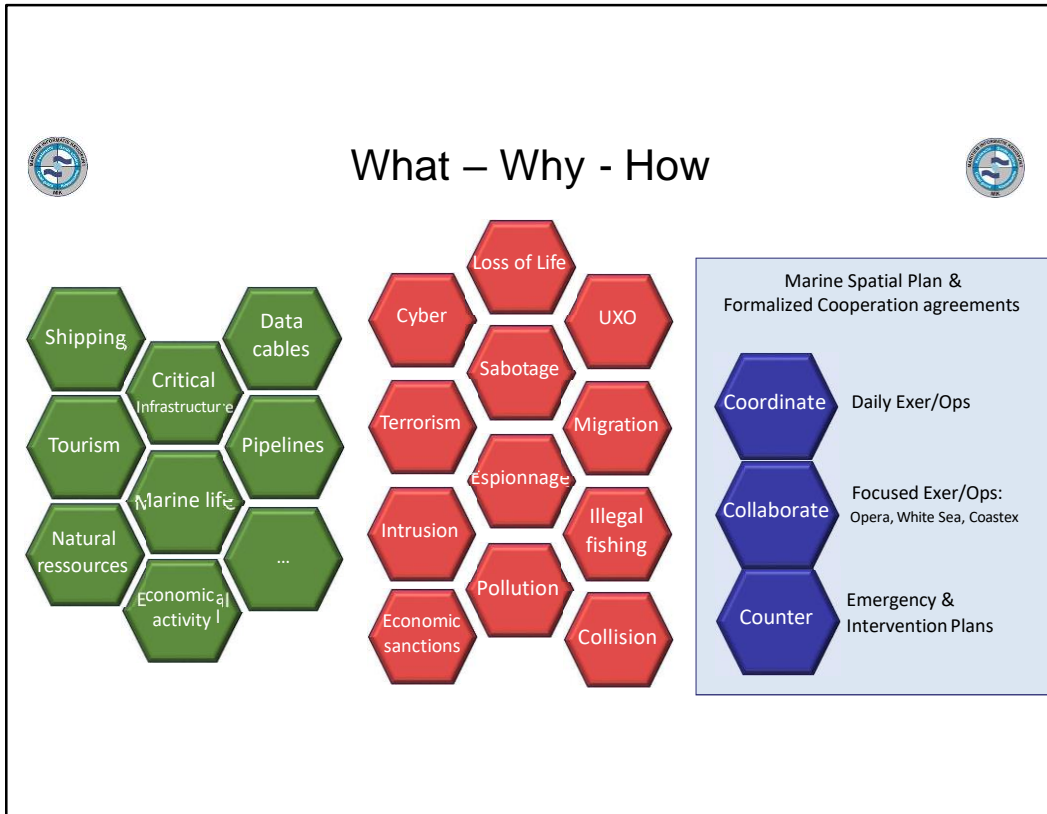 What – Why - How
Shipping
Data
cables
Critical
Infrastructure
Tourism
Pipelines
Marine life
Natural
ressources
...
Economical
activity
Loss of Life
Cyber
UXO
Sabotage
Terrorism
Migration
Espionnage
Intrusion
Illegal
fishing
Pollution
Economic
sanctions
Collision
Marine Spatial Plan &
Formalized Cooperation agreements
Coordinate
Daily Exer/Ops
Collaborate
Focused Exer/Ops:
Opera, White Sea, Coastex
Counter
Emergency &
Intervention Plans